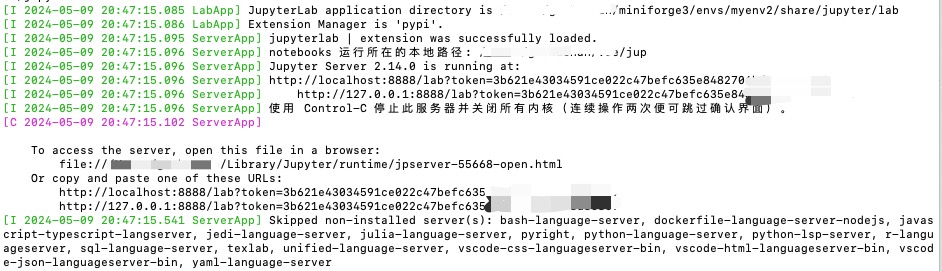 [I 2024-05-09 20:47:15.085 LabApp] JupyterLab application directory is /miniforge3/envs/myenv2/share/jupyter/lab
[I 2024-05-09 20:47:15.086 LabApp] Extension Manager is 'pypi'.
[I 2024-05-09 20:47:15.095 ServerApp] jupyterlab | extension was successfully loaded.
[I 2024-05-09 20:47:15.096 ServerApp] notebooks 运行所在的本地路径: /jup
[I 2024-05-09 20:47:15.096 ServerApp] Jupyter Server 2.14.0 is running at:
[I 2024-05-09 20:47:15.096 ServerApp] http://localhost:8888/lab?token=3b621e43034591ce022c47befc635e848270
[I 2024-05-09 20:47:15.096 ServerApp] http://127.0.0.1:8888/lab?token=3b621e43034591ce022c47befc635e84
[I 2024-05-09 20:47:15.096 ServerApp] 使用 Control-C 停止此服务器并关闭所有内核 (连续操作两次便可跳过确认界面) 。
[C 2024-05-09 20:47:15.102 ServerApp]
To access the server, open this file in a browser:
file:// /Library/Jupyter/runtime/jpserver-55668-open.html
Or copy and paste one of these URLs:
http://localhost:8888/lab?token=3b621e43034591ce022c47befc635
http://127.0.0.1:8888/lab?token=3b621e43034591ce022c47befc635
[I 2024-05-09 20:47:15.541 ServerApp] Skipped non-installed server(s): bash-language-server, dockerfile-language-server-nodejs, javas
cript-typescript-langserver, jedi-language-server, julia-language-server, pyright, python-language-server, python-lsp-server, r-langu
ageserver, sql-language-server, texlab, unified-language-server, vscode-css-languageserver-bin, vscode-html-languageserver-bin, vscod
e-json-languageserver-bin, yaml-language-server